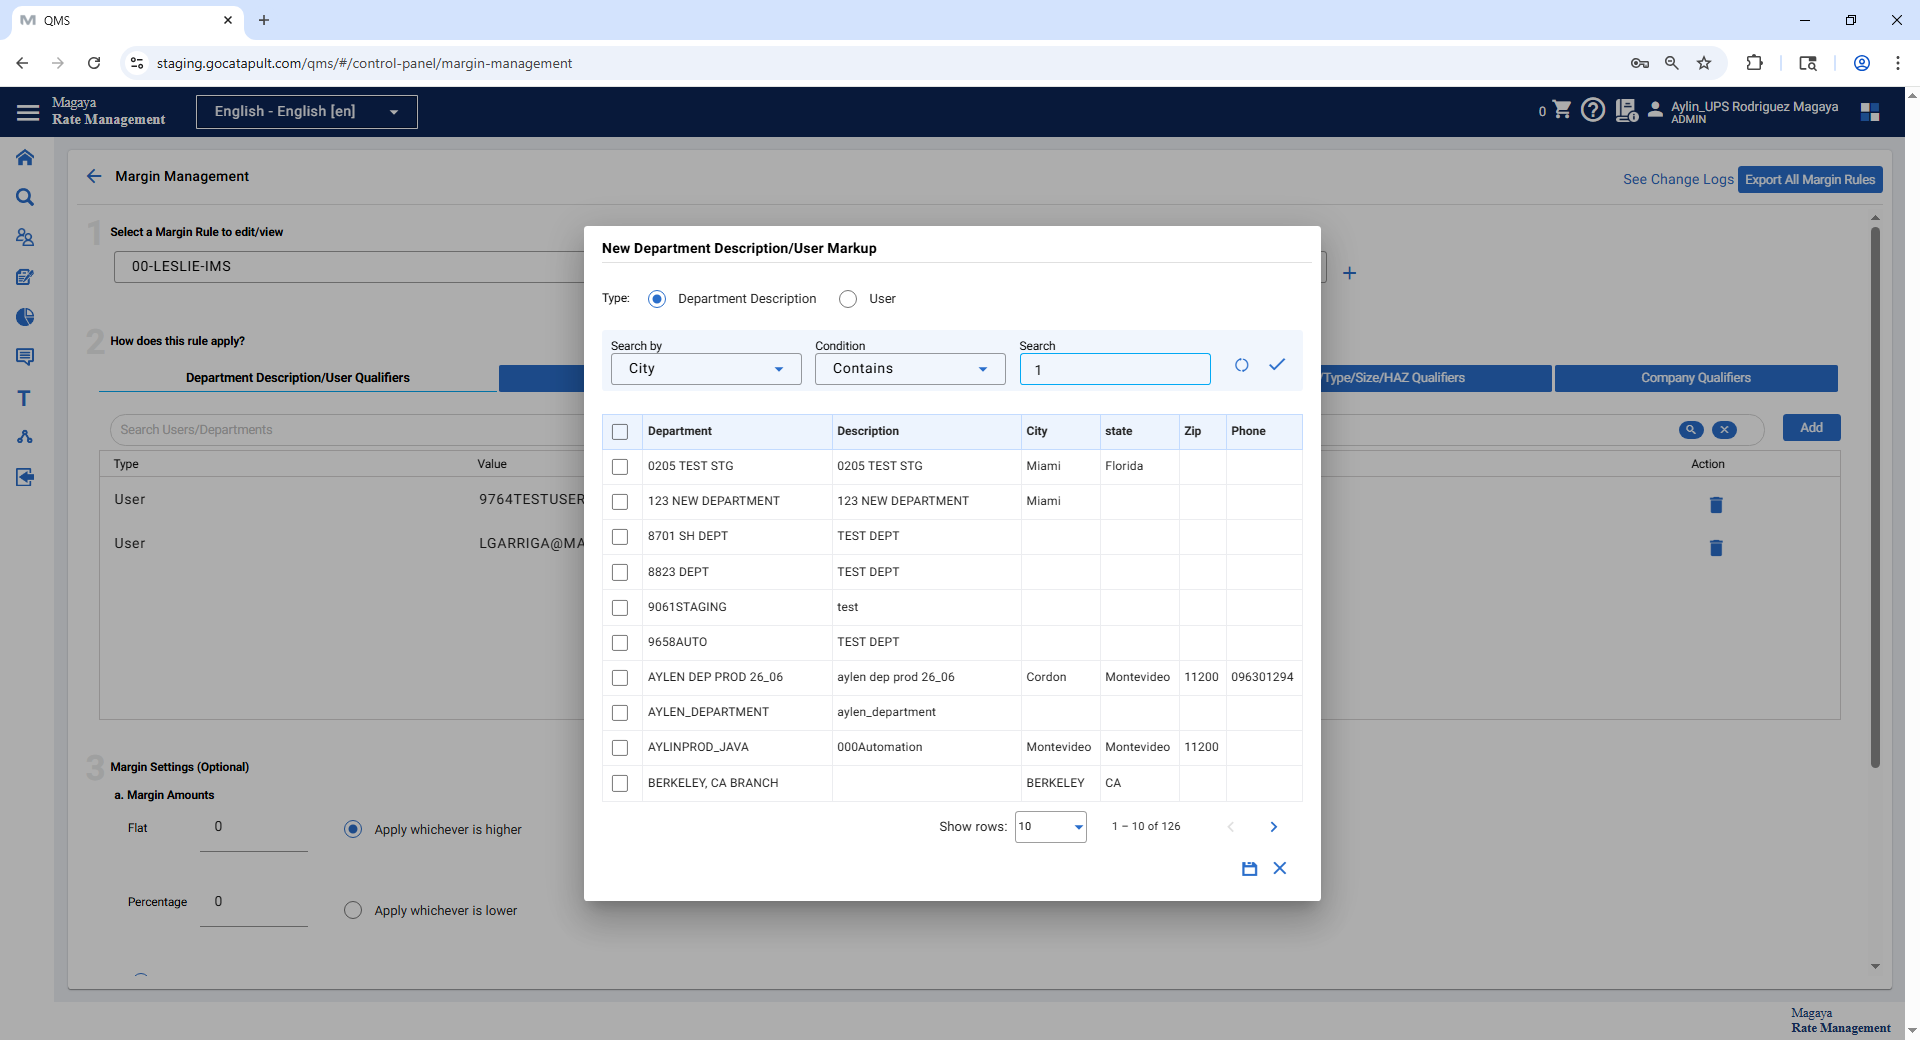 QMS
staging.gocatapult.com/qms/#/control-panel/margin-management
Magaya
Rate Management
English - English [en]
0
Aylin_UPS Rodriguez Magaya
ADMIN
Margin Management
See Change Logs
Export All Margin Rules
1
Select a Margin Rule to edit/view
00-LESLIE-IMS
2
How does this rule apply?
Department Description/User Qualifiers
/Type/Size/HAZ Qualifiers
Company Qualifiers
Search Users/Departments
Add
Type
Value
Action
User
9764TESTUSER
User
LGARRIGA@MA
3
Margin Settings (Optional)
a. Margin Amounts
Flat
0
Apply whichever is higher
Percentage
0
Apply whichever is lower
New Department Description/User Markup
Type:
Department Description
User
Search by
Condition
Search
City
Contains
1
Department Description City state Zip Phone
0205 TEST STG 0205 TEST STG Miami Florida
123 NEW DEPARTMENT 123 NEW DEPARTMENT Miami
8701 SH DEPT TEST DEPT
8823 DEPT TEST DEPT
9061STAGING test
9658AUTO TEST DEPT
AYLEN DEP PROD 26_06 aylen dep prod 26_06 Cordon Montevideo 11200 096301294
AYLEN_DEPARTMENT aylen_department
AYLINPROD_JAVA 000Automation Montevideo Montevideo 11200
BERKELEY, CA BRANCH BERKELEY CA
Show rows: 10 1 – 10 of 126
Magaya
Rate Management